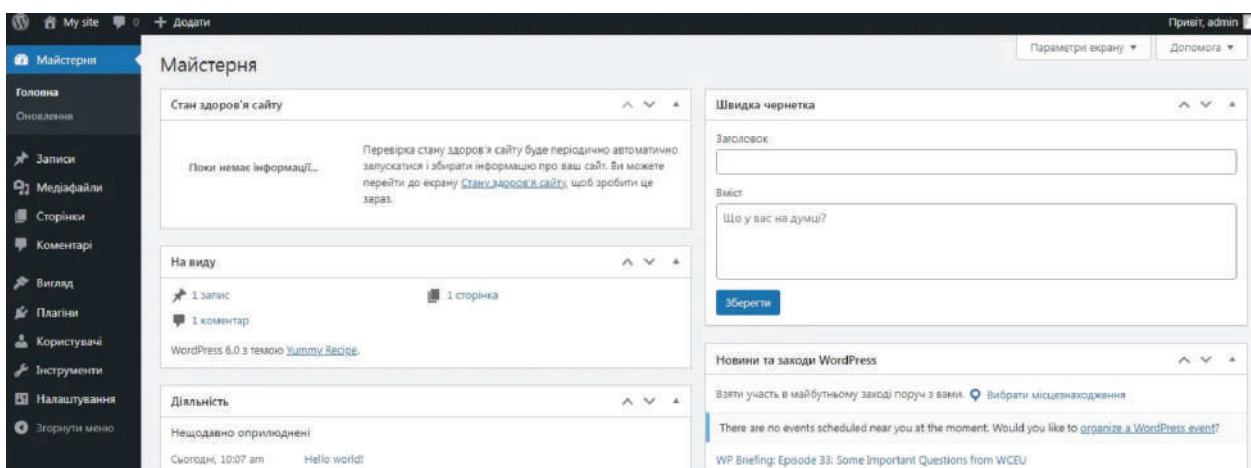 My site 0 + Додати Привіт, admin
Параметри екрану Допомога
Майстерня
Головна
Оновлення
Записи
Медіафайли
Сторінки
Коментарі
Вигляд
Плагіни
Користувачі
Інструменти
Налаштування
Згорнути меню
Майстерня
Стан здоров'я сайту
Поки немає інформації...
Перевірка стану здоров'я сайту буде періодично автоматично
запускатися і збирати інформацію про ваш сайт. Ви можете
перейти до екрану Стану здоров'я сайту, щоб зробити це
зараз.
На виду
1 запис 1 сторінка
1 коментар
WordPress 6.0 з темою Yummy Recipe.
Діяльність
Нещодавно оприлюднені
Сьогодні, 10:07 am Hello world!
Швидка чернетка
Заголовок
Вміст
Що у вас на думці?
Зберегти
Новини та заходи WordPress
Взяти участь в майбутньому заході поруч з вами. Вибрати місцезнаходження
There are no events scheduled near you at the moment. Would you like to organize a WordPress event?
WP Briefing: Episode 33: Some Important Questions from WCEU